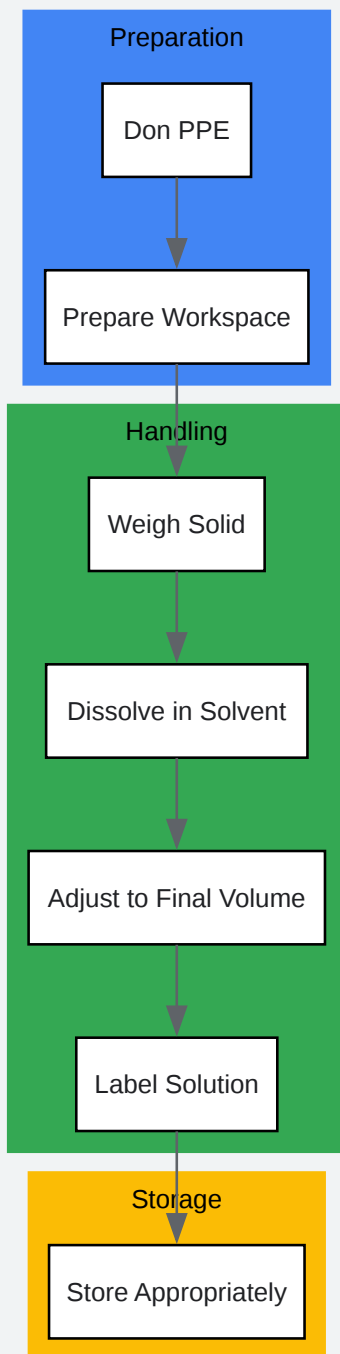 Preparation
Don PPE
Prepare Workspace
Handling
Weigh Solid
Dissolve in Solvent
Adjust to Final Volume
Label Solution
Storage
Store Appropriately